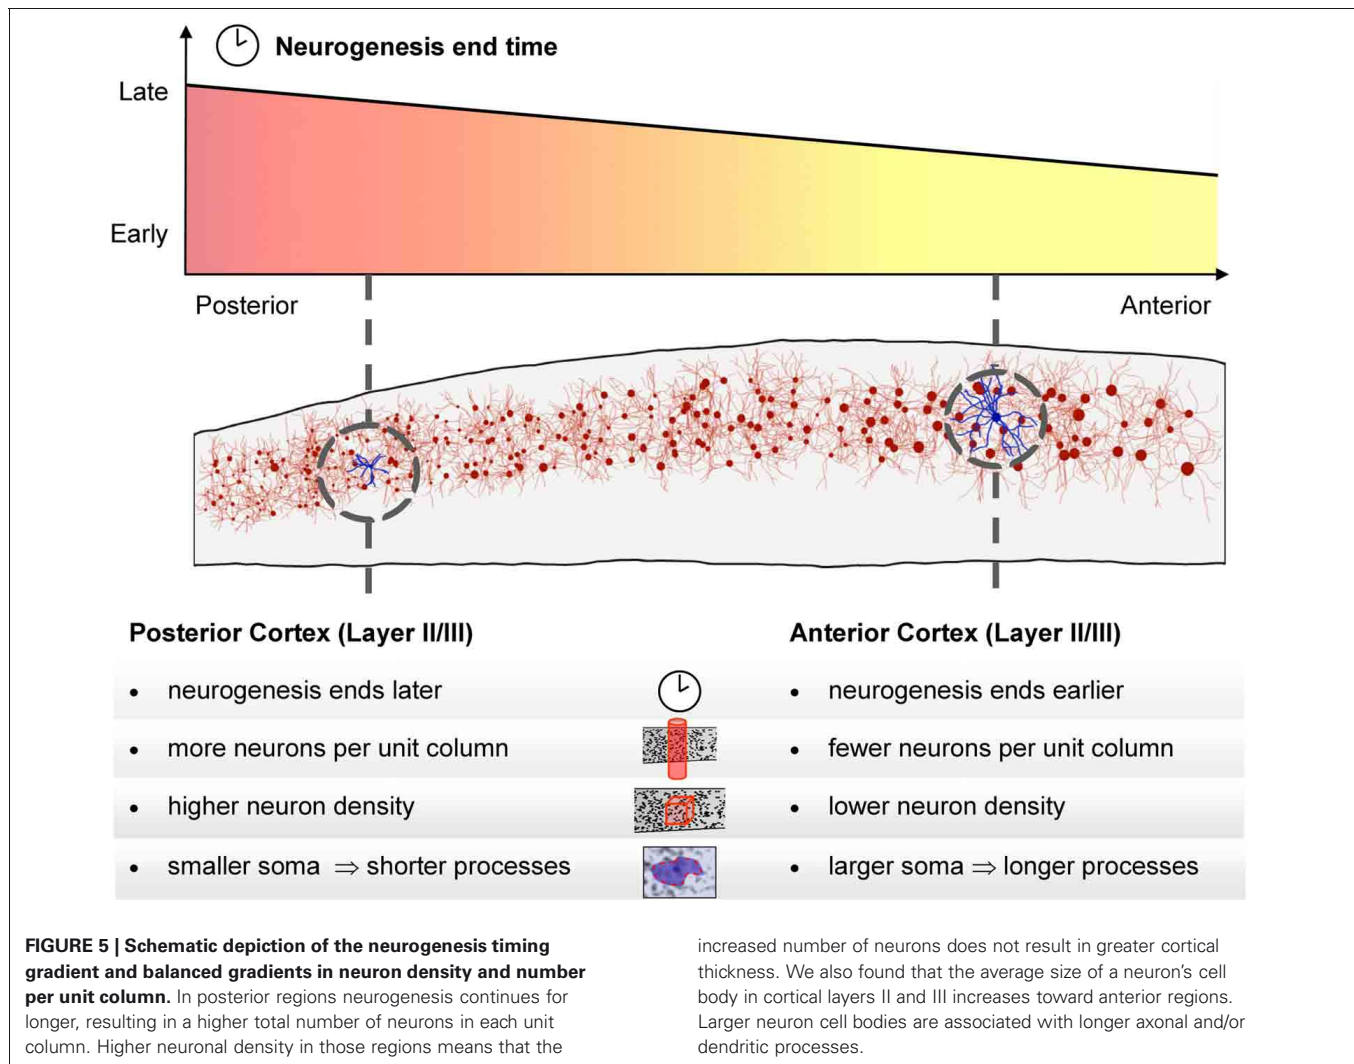 Neurogenesis end time
Late
Early
Posterior
Anterior
Posterior Cortex (Layer II/III)
Anterior Cortex (Layer II/III)
• neurogenesis ends later
• neurogenesis ends earlier
• more neurons per unit column
• fewer neurons per unit column
• higher neuron density
• lower neuron density
• smaller soma ⇒ shorter processes
• larger soma ⇒ longer processes
FIGURE 5 | Schematic depiction of the neurogenesis timing
gradient and balanced gradients in neuron density and number
per unit column. In posterior regions neurogenesis continues for
longer, resulting in a higher total number of neurons in each unit
column. Higher neuronal density in those regions means that the
increased number of neurons does not result in greater cortical
thickness. We also found that the average size of a neuron's cell
body in cortical layers II and III increases toward anterior regions.
Larger neuron cell bodies are associated with longer axonal and/or
dendritic processes.